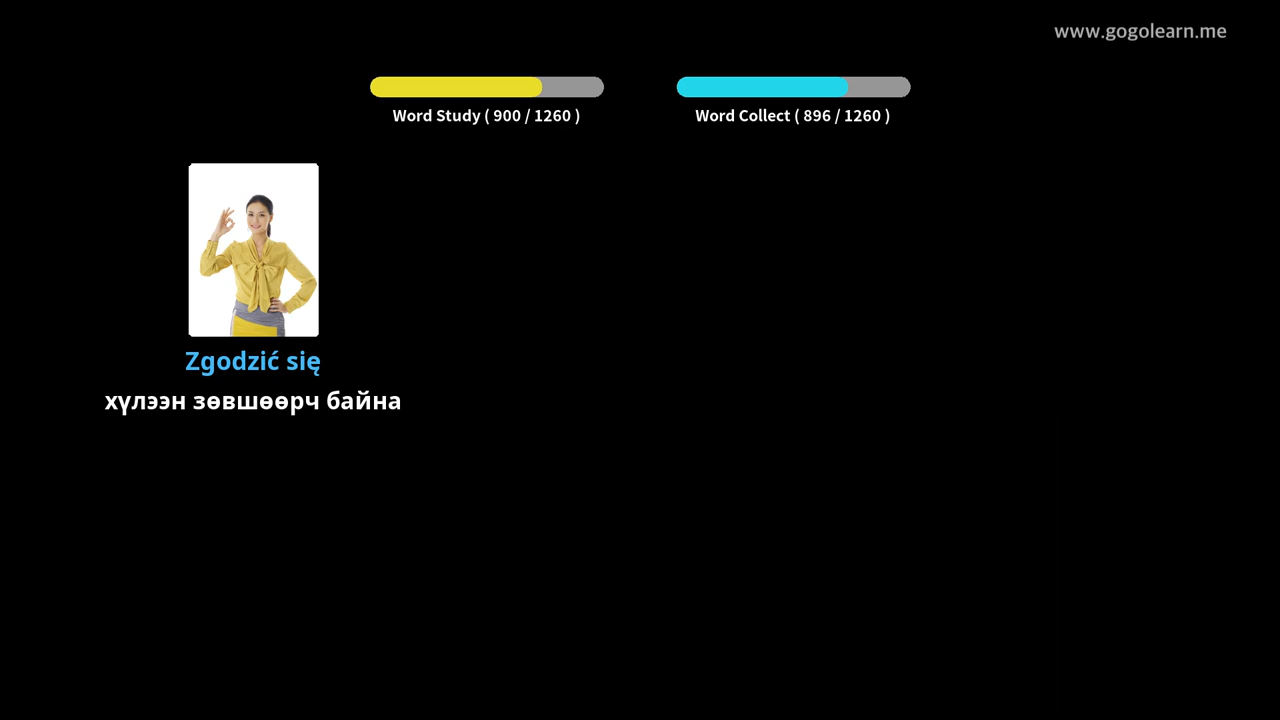 www.gogolearn.me
Word Study ( 900 / 1260 )
Word Collect ( 896 / 1260 )
Zgodzić się
хүлээн зөвшөөрч байна